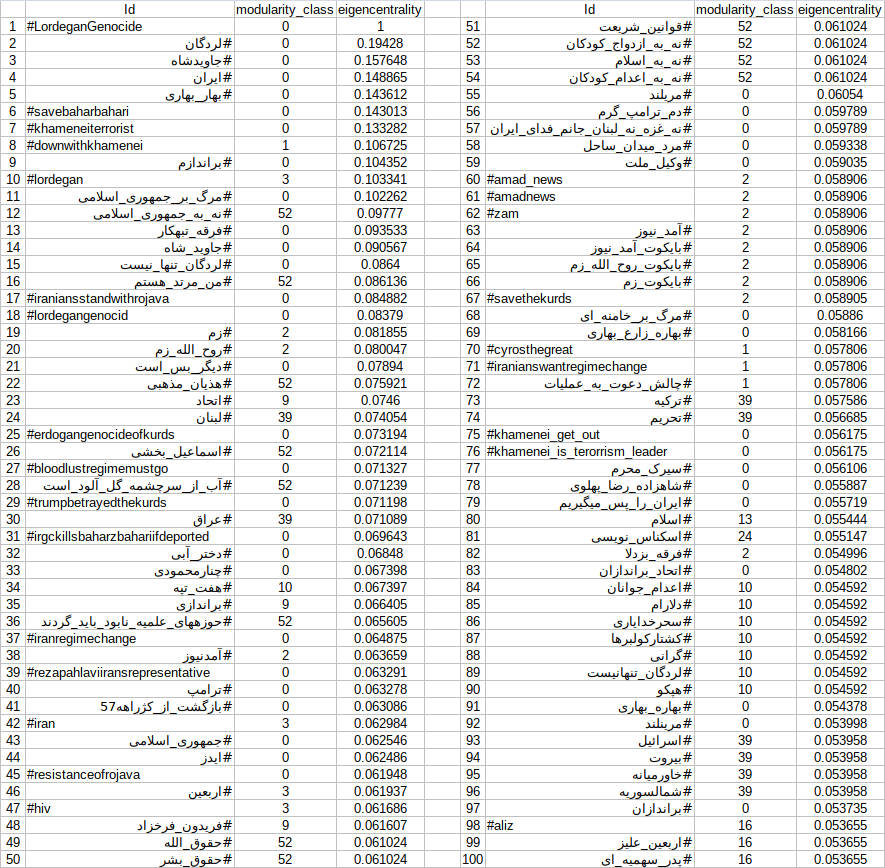 Id modularity_class eigencentrality
1 #LordeganGenocide 0 1
2 #لردگان 0 0.19428
3 #جاویدشاه 0 0.157648
4 #ایران 0 0.148865
5 #بهار_بهاری 0 0.143612
6 #savebaharbahari 0 0.143013
7 #khameneiterrorist 0 0.133282
8 #downwithkhamenei 1 0.106725
9 #براندازم 0 0.104352
10 #lordegan 3 0.103341
11 #مرگ_بر_جمهوری_اسلامی 0 0.102262
12 #نه_به_جمهوری_اسلامی 52 0.09777
13 #فرقه_تبهکار 0 0.093533
14 #جاوید_شاه 0 0.090567
15 #لردگان_تنها_نیست 0 0.0864
16 #من_مرتد_هستم 52 0.086136
17 #iraniansstandwithrojava 0 0.084882
18 #lordegangenocid 0 0.08379
19 #زم 2 0.081855
20 #روح_الله_زم 2 0.080047
21 #دیگر_بس_است 0 0.07894
22 #هذیان_مذهبی 52 0.075921
23 #اتحاد 9 0.0746
24 #لبنان 39 0.074054
25 #erdogangenocideofkurds 0 0.073194
26 #اسماعیل_بخشی 52 0.072114
27 #bloodlustregimemustgo 0 0.071327
28 #آب_از_سرچشمه_گل_آلود_است 52 0.071239
29 #trumpbetrayedthekurds 0 0.071198
30 #عراق 39 0.071089
31 #irgckillsbaharzbahariifdeported 0 0.069643
32 #دختر_آبی 0 0.06848
33 #چنارمحمودی 0 0.067398
34 #هفت_تپه 10 0.067397
35 #براندازی 9 0.066405
36 #حوزههای_علمیه_نابود_باید_گردند 52 0.065605
37 #iranregimechange 0 0.064875
38 #آمدنیوز 2 0.063659
39 #rezapahlaviiransrepresentative 0 0.063291
40 #ترامپ 0 0.063278
41 #بازگشت_از_کژراهه57 0 0.063086
42 #iran 3 0.062984
43 #جمهوری_اسلامی 0 0.062546
44 #ایدز 0 0.062486
45 #resistanceofrojava 0 0.061948
46 #اربعین 3 0.061937
47 #hiv 3 0.061686
48 #فریدون_فرخزاد 9 0.061607
49 #حقوق_الله 52 0.061024
50 #حقوق_بشر 52 0.061024
Id modularity_class eigencentrality
51 #قوانین_شریعت 52 0.061024
52 #نه_به_ازدواج_کودکان 52 0.061024
53 #نه_به_اسلام 52 0.061024
54 #نه_به_اعدام_کودکان 52 0.061024
55 #مریلند 0 0.06054
56 #دم_ترامپ_گرم 0 0.059789
57 #نه_غزه_نه_لبنان_جانم_فدای_ایران 0 0.059789
58 #مرد_میدان_ساحل 0 0.059338
59 #وکیل_ملت 0 0.059035
60 #amad_news 2 0.058906
61 #amadnews 2 0.058906
62 #zam 2 0.058906
63 #آمد_نیوز 2 0.058906
64 #بایکوت_آمد_نیوز 2 0.058906
65 #بایکوت_روح_الله_زم 2 0.058906
66 #بایکوت_زم 2 0.058906
67 #savethekurds 2 0.058905
68 #مرگ_بر_خامنه_ای 0 0.05886
69 #بهاره_زارع_بهاری 0 0.058166
70 #cyrosthegreat 1 0.057806
71 #iranianswantregimechange 1 0.057806
72 #چالش_دعوت_به_عملیات 1 0.057806
73 #ترکیه 39 0.057586
74 #تحریم 39 0.056685
75 #khamenei_get_out 0 0.056175
76 #khamenei_is_terorrism_leader 0 0.056175
77 #سیرک_محرم 0 0.056106
78 #شاهزاده_رضا_پهلوی 0 0.055887
79 #ایران_را_پس_میگیریم 0 0.055719
80 #اسلام 13 0.055444
81 #اسکناس_نویسی 24 0.055147
82 #فرقه_بزدلا 2 0.054996
83 #اتحاد_براندازان 0 0.054802
84 #اعدام_جوانان 10 0.054592
85 #دلارام 10 0.054592
86 #سحرخدایاری 10 0.054592
87 #کشتارکولبرها 10 0.054592
88 #گرانی 10 0.054592
89 #لردگان_تنهانیست 10 0.054592
90 #هپکو 10 0.054592
91 #بهاره_بهاری 0 0.054378
92 #مرینلند 0 0.053998
93 #اسرائیل 39 0.053958
94 #بیروت 39 0.053958
95 #خاورمیانه 39 0.053958
96 #شمالسوریه 39 0.053958
97 #براندازان 0 0.053735
98 #aliz 16 0.053655
99 #اربعین_علیز 16 0.053655
100 #پدر_سهمیه_ای 16 0.053655